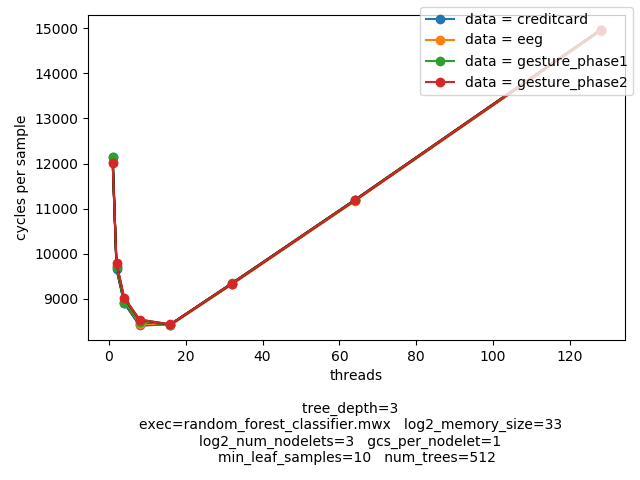 data = creditcard
data = eeg
data = gesture_phase1
data = gesture_phase2
cycles per sample
15000
14000
13000
12000
11000
10000
9000
0 20 40 60 80 100 120
threads
tree_depth=3
exec=random_forest_classifier.mwx log2_memory_size=33
log2_num_nodelets=3 gcs_per_nodelet=1
min_leaf_samples=10 num_trees=512